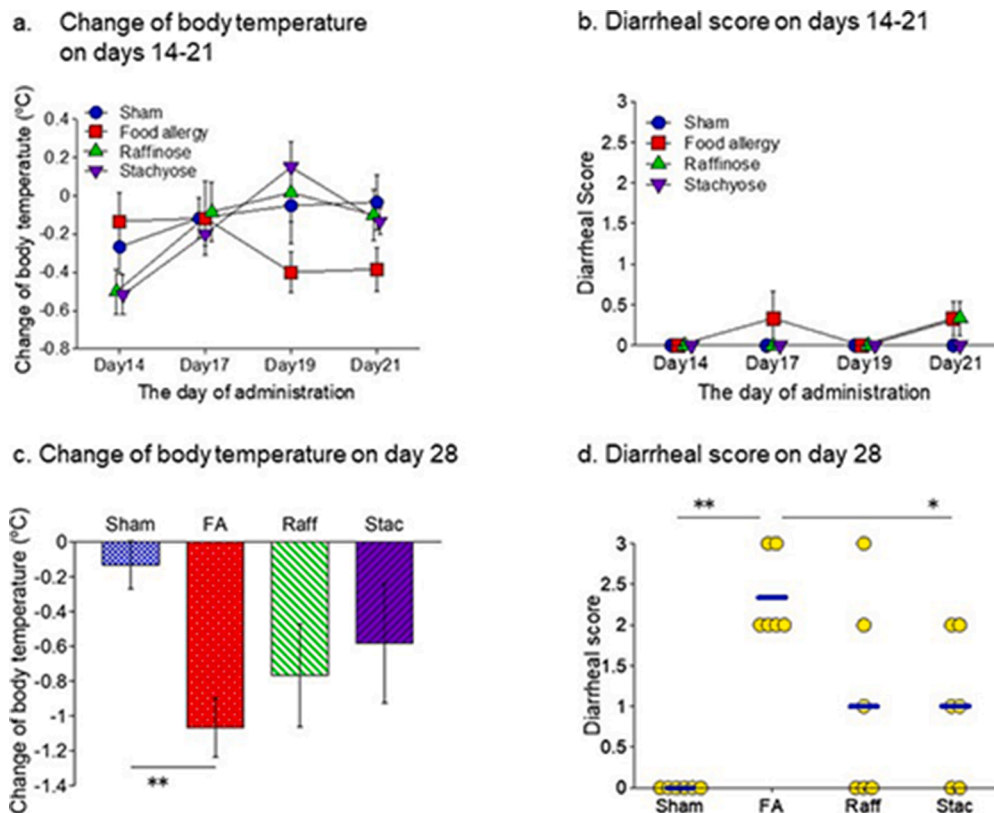 a. Change of body temperature
on days 14-21
Change of body temperatute (°C)
Sham
Food allergy
Raffinose
Stachyose
0.4
0.2
0
-0.2
-0.4
-0.6
-0.8
Day14 Day17 Day19 Day21
The day of administration
b. Diarrheal score on days 14-21
Diarrheal Score
Sham
Food allergy
Raffinose
Stachyose
3
2.5
2
1.5
1
0.5
0
Day14 Day17 Day19 Day21
The day of administration
c. Change of body temperature on day 28
Change of body temperature (°C)
Sham FA Raff Stac
0
-0.2
-0.4
-0.6
-0.8
-1
-1.2
-1.4
**
d. Diarrheal score on day 28
** *
Diarrheal score
3
2.5
2
1.5
1
0.5
0
Sham FA Raff Stac